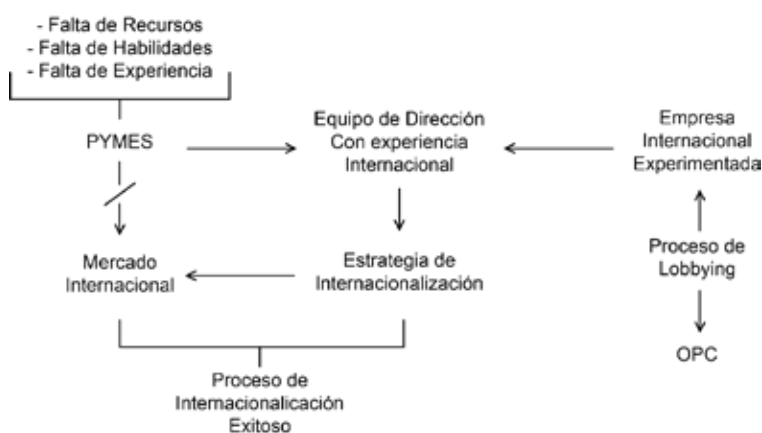 - Falta de Recursos
- Falta de Habilidades
- Falta de Experiencia
PYMES
Equipo de Dirección
Con experiencia
Internacional
Empresa
Internacional
Experimentada
Mercado
Internacional
Estrategia de
Internacionalización
Proceso de
Lobbying
OPC
Proceso de
Internacionalicación
Exitoso